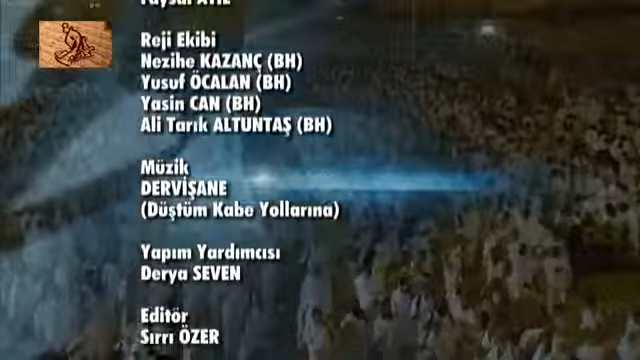 Reji Ekibi
Nezihe KAZANÇ (BH)
Yusuf ÖCALAN (BH)
Yasin CAN (BH)
Ali Tarık ALTUNTAŞ (BH)
Müzik
DERVİŞANE
(Düştüm Kabe Yollarına)
Yapım Yardımcısı
Derya SEVEN
Editör
Sırrı ÖZER